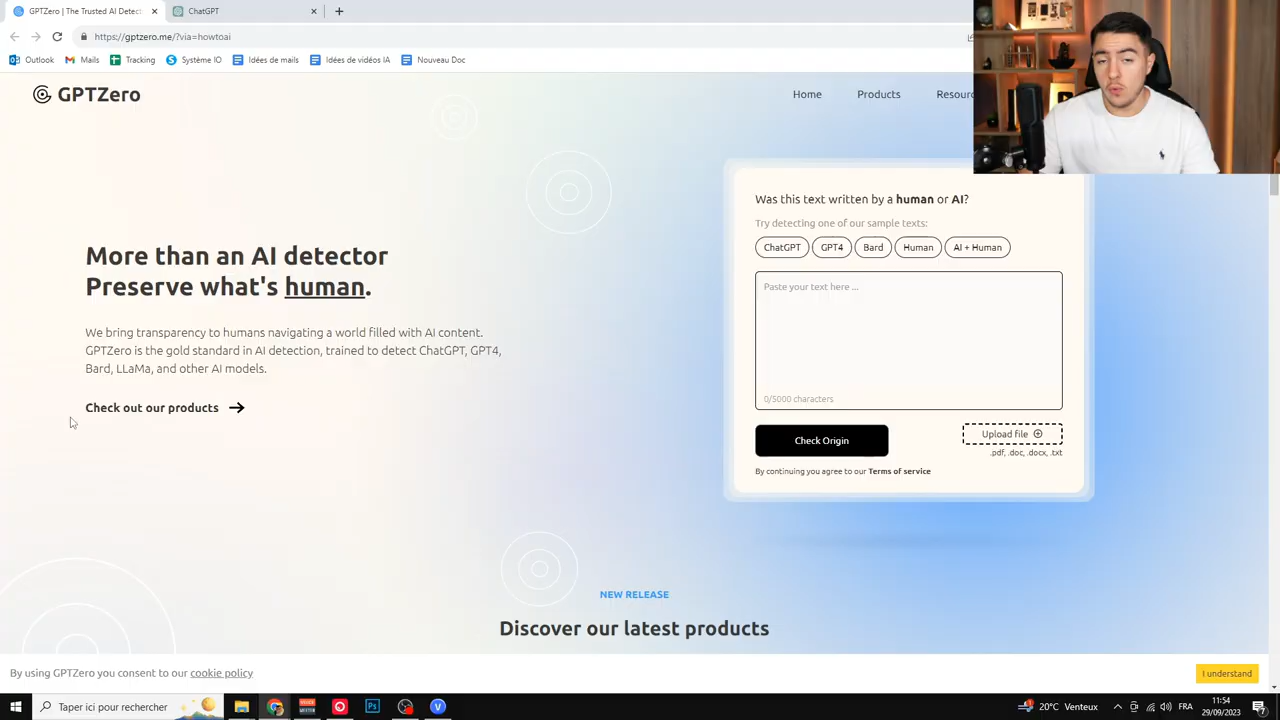 GPTZero | The Trusted AI Detect
ChatGPT
https://gptzero.me/?via=howtoai
Outlook
Mails
Tracking
Système IO
Idées de mails
Idées de vidéos IA
Nouveau Doc
GPTZero
Home
Products
Resourc
More than an AI detector
Preserve what's human.
We bring transparency to humans navigating a world filled with AI content.
GPTZero is the gold standard in AI detection, trained to detect ChatGPT, GPT4,
Bard, LLaMa, and other AI models.
Check out our products
Was this text written by a human or AI?
Try detecting one of our sample texts:
ChatGPT
GPT4
Bard
Human
AI + Human
Paste your text here ...
0/5000 characters
Check Origin
Upload file
.pdf, .doc, .docx, .txt
By continuing you agree to our Terms of service
NEW RELEASE
Discover our latest products
By using GPTZero you consent to our cookie policy
I understand
Taper ici pour rechercher
20°C Venteux
11:54
29/09/2023